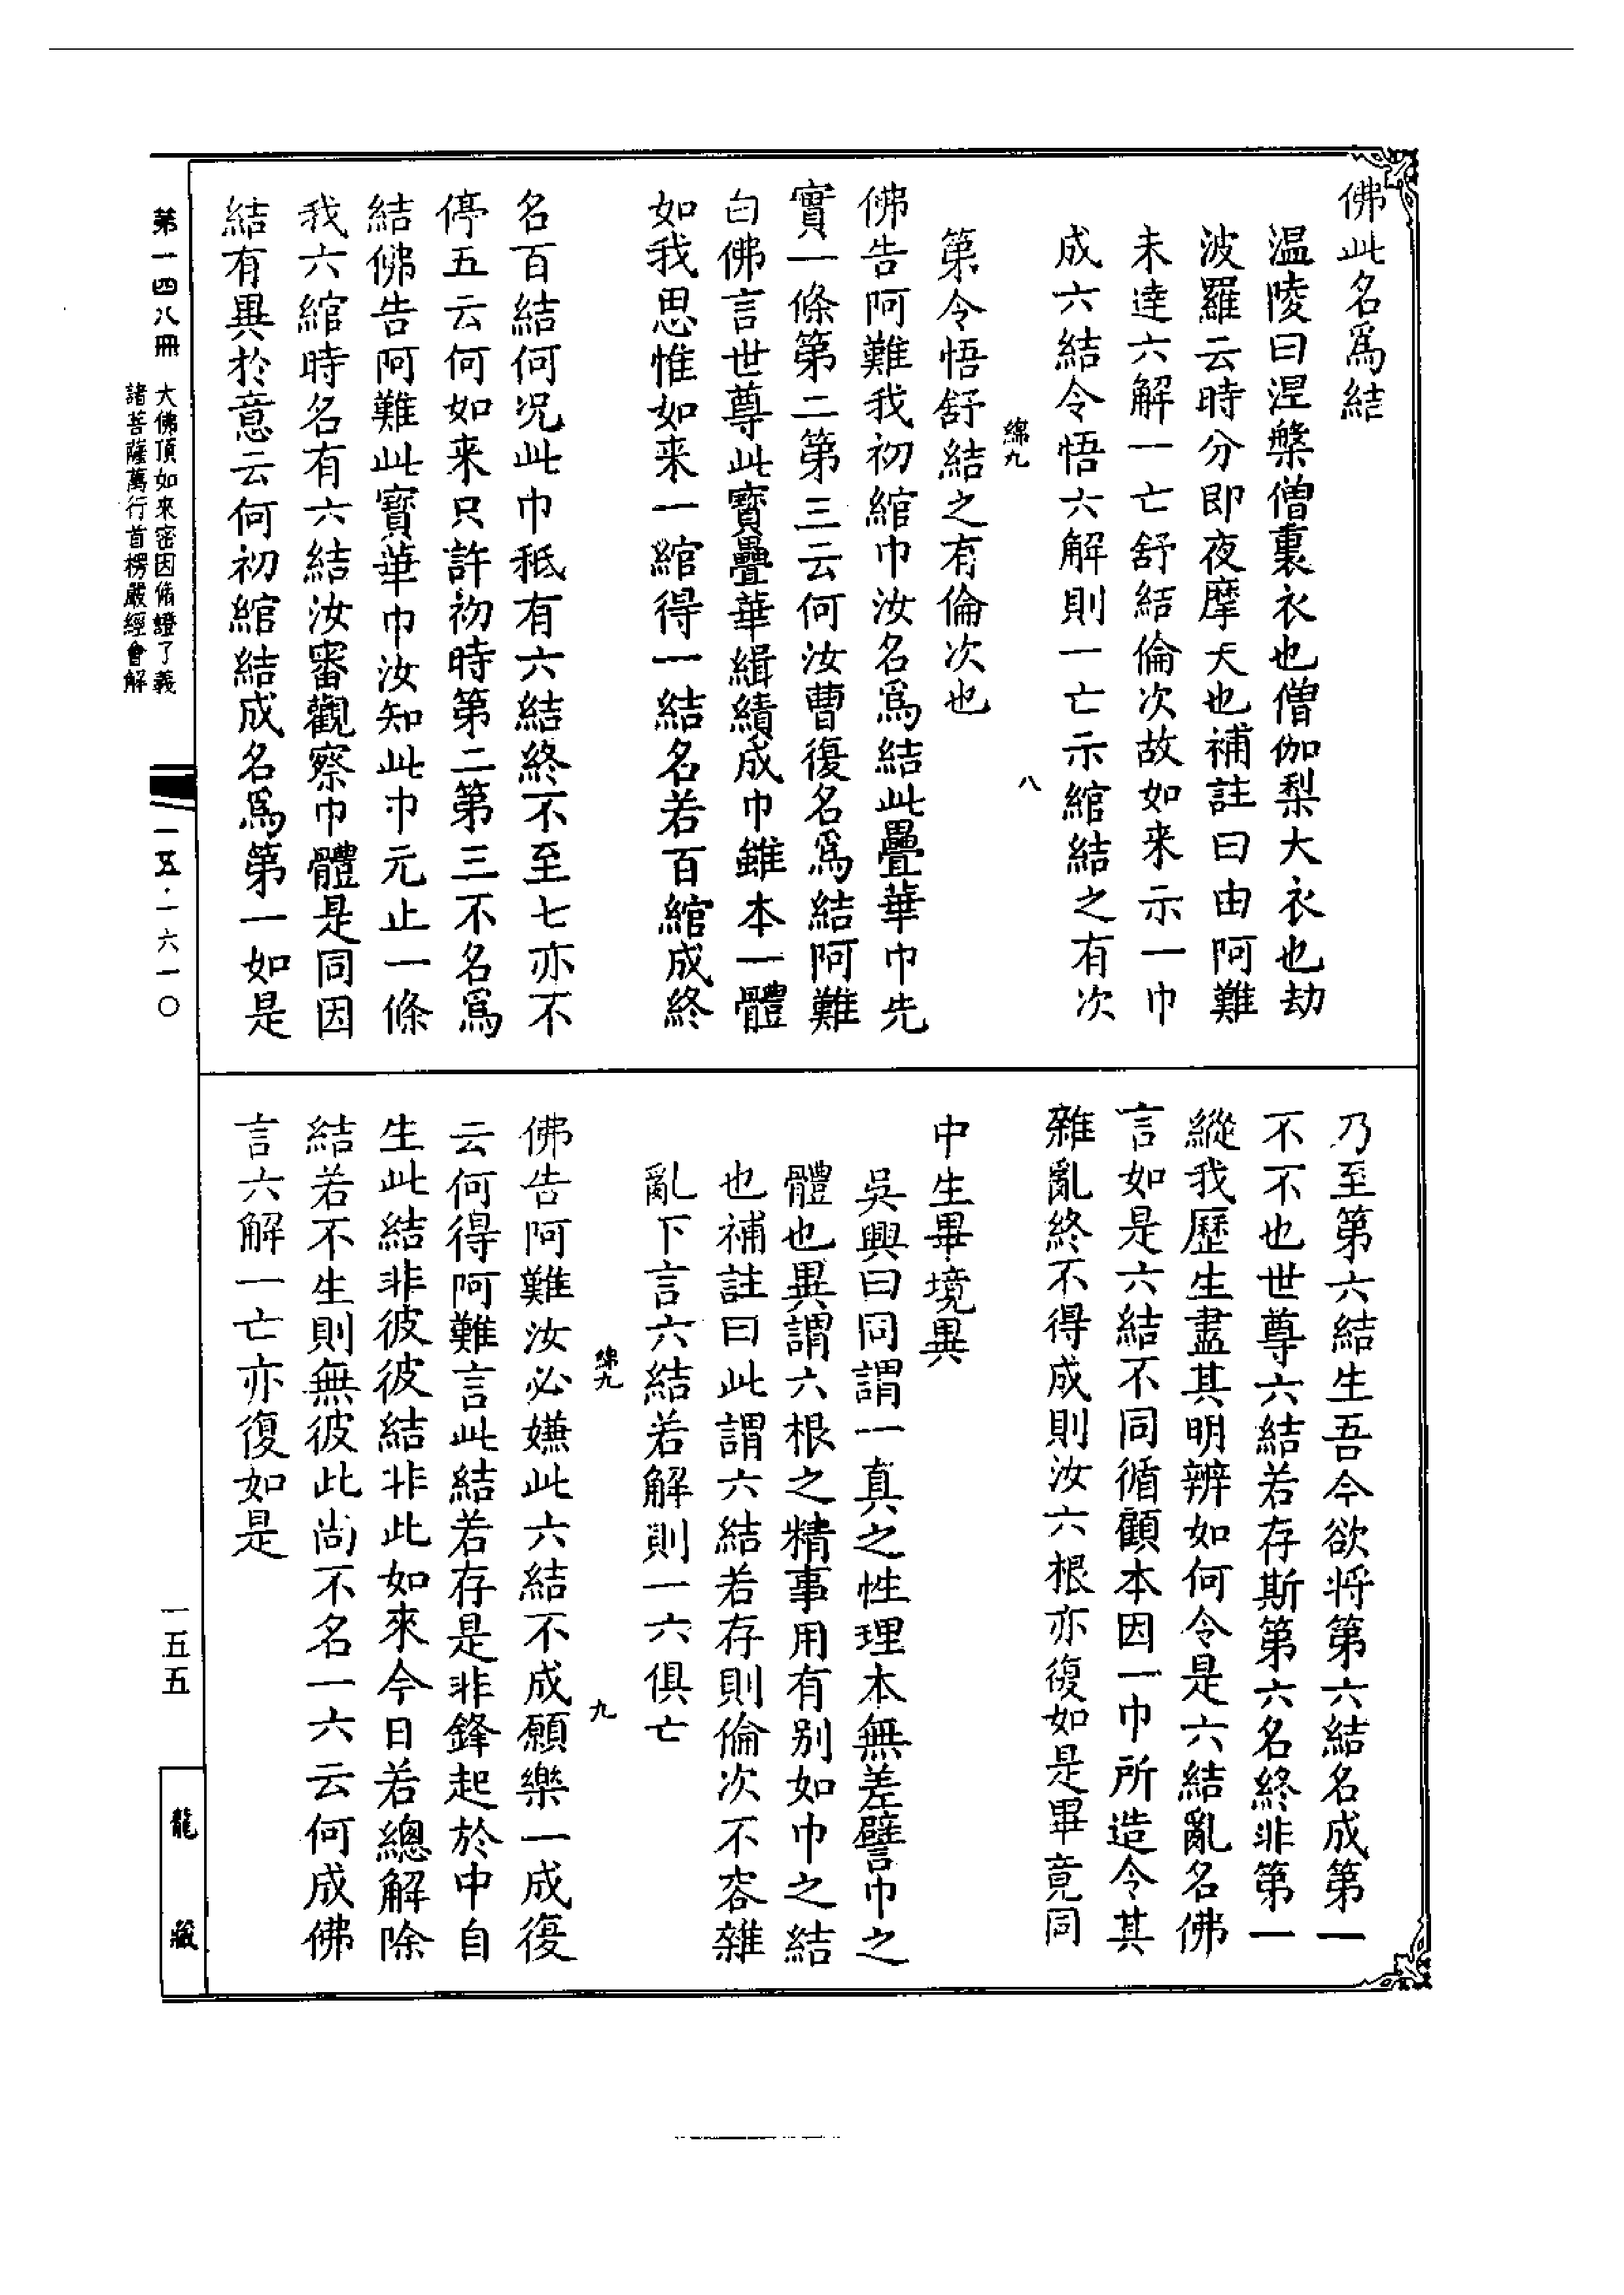 佛此名爲結
温陵曰涅槃僧裏衣也僧伽梨大衣也劫
波羅云時分即夜摩天也補註曰由阿難
未達六解一亡舒結倫次故如来示一巾
成六結令悟六解則一亡示綰結之有次
綿九
八
第令悟舒結之有倫次也
佛告阿難我初綰巾汝名爲結此疊華巾先
實一條第二第三云何汝曹復名爲結阿難
白佛言世尊此寶疊華緝績成巾雖本一體
如我思惟如来一綰得一結名若百綰成終
名百結何况此巾秖有六結終不至七亦不
停五云何如来只許初時第二第三不名爲
結佛告阿難此寶華巾汝知此巾元止一條
我六綰時名有六結汝審觀察巾體是同因
結有異於意云何初綰結成名爲第一如是
乃至第六結生吾今欲将第六結名成第一
不不也世尊六結若存斯第六名終非第一
縱我歷生盡其明辨如何令是六結亂名佛
言如是六結不同循顧本因一巾所造令其
雜亂終不得成則汝六根亦復如是畢竟同
中生畢境異
吳興曰同謂一真之性理本無差譬巾之
體也異謂六根之精事用有别如巾之結
也補註曰此謂六結若存則倫次不容雜
亂下言六結若解則一六俱亡
綿九
九
佛告阿難汝必嫌此六結不成願樂一成復
云何得阿難言此結若存是非鋒起於中自
生此結非彼彼結非此如來今日若總解除
結若不生則無彼此尚不名一六云何成佛
言六解一亡亦復如是
第一四八冊
大佛頂如來密因俻證了義
諸菩薩萬行首楞嚴經會解
一五·一六一〇
一五五
龍藏